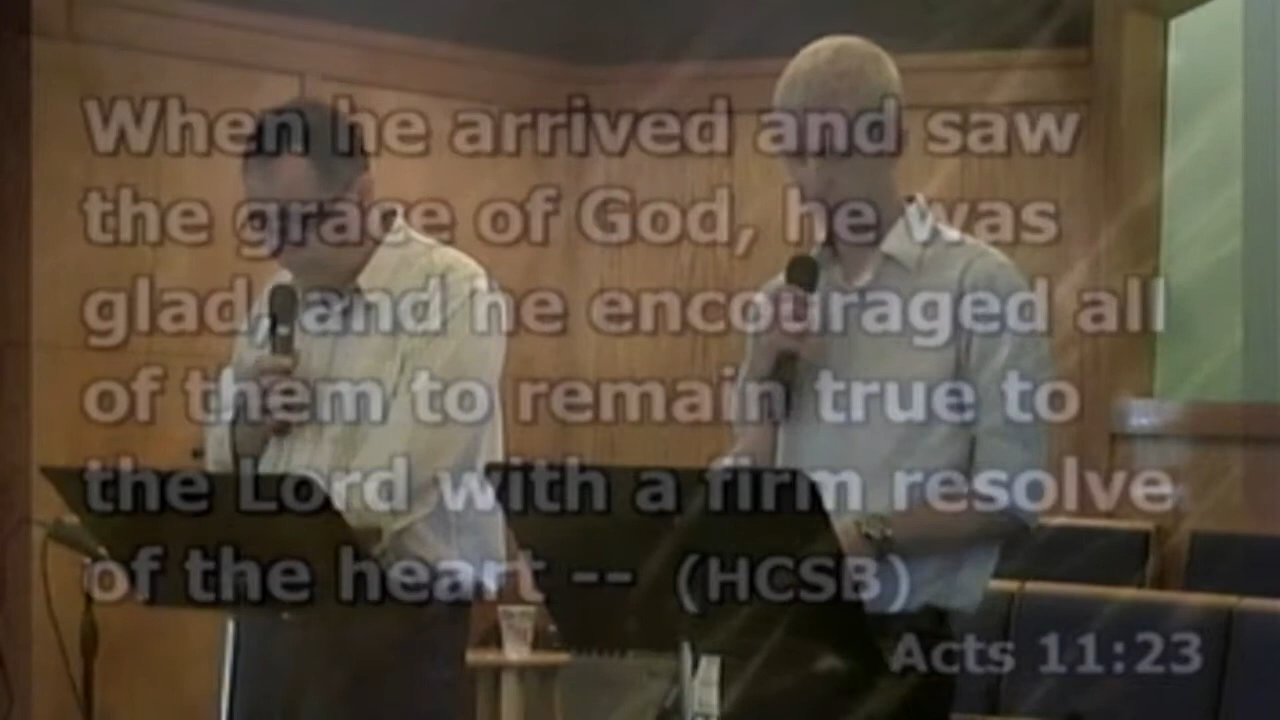 When he arrived and saw
the grace of God, he was
glad, and he encouraged all
of them to remain true to
the Lord with a firm resolve
of the heart -- (HCSB)
Acts 11:23